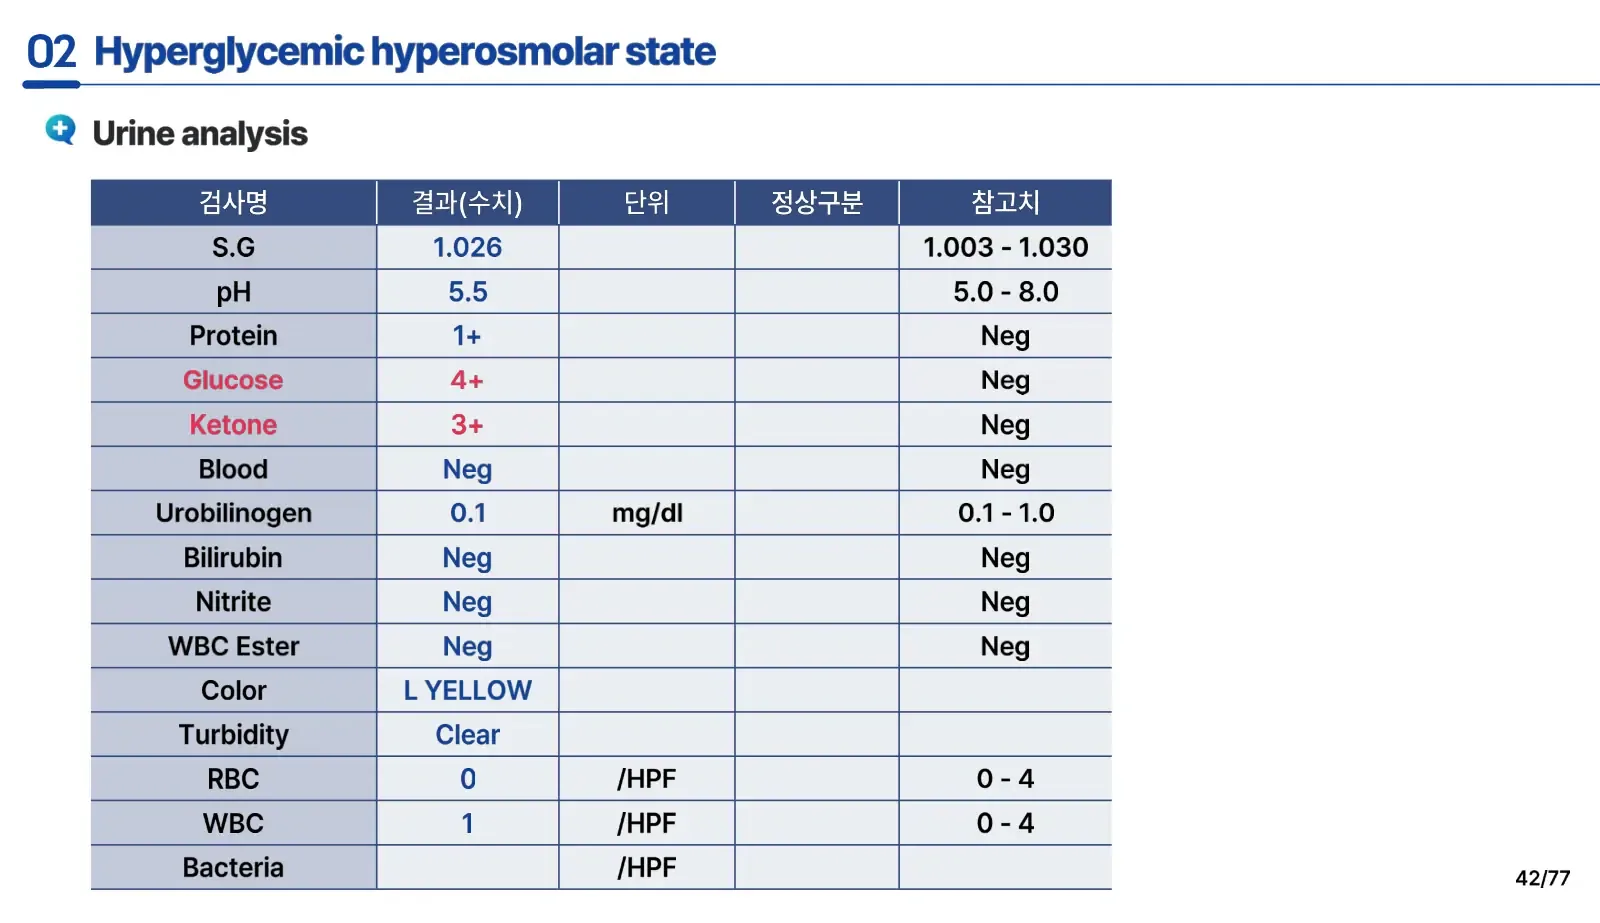 02 Hyperglycemic hyperosmolar state
Urine analysis
검사명 결과(수치) 단위 정상구분 참고치
S.G 1.026 1.003 - 1.030
pH 5.5 5.0 - 8.0
Protein 1+ Neg
Glucose 4+ Neg
Ketone 3+ Neg
Blood Neg Neg
Urobilinogen 0.1 mg/dl 0.1 - 1.0
Bilirubin Neg Neg
Nitrite Neg Neg
WBC Ester Neg Neg
Color L YELLOW
Turbidity Clear
RBC 0 /HPF 0 - 4
WBC 1 /HPF 0 - 4
Bacteria /HPF
42/77